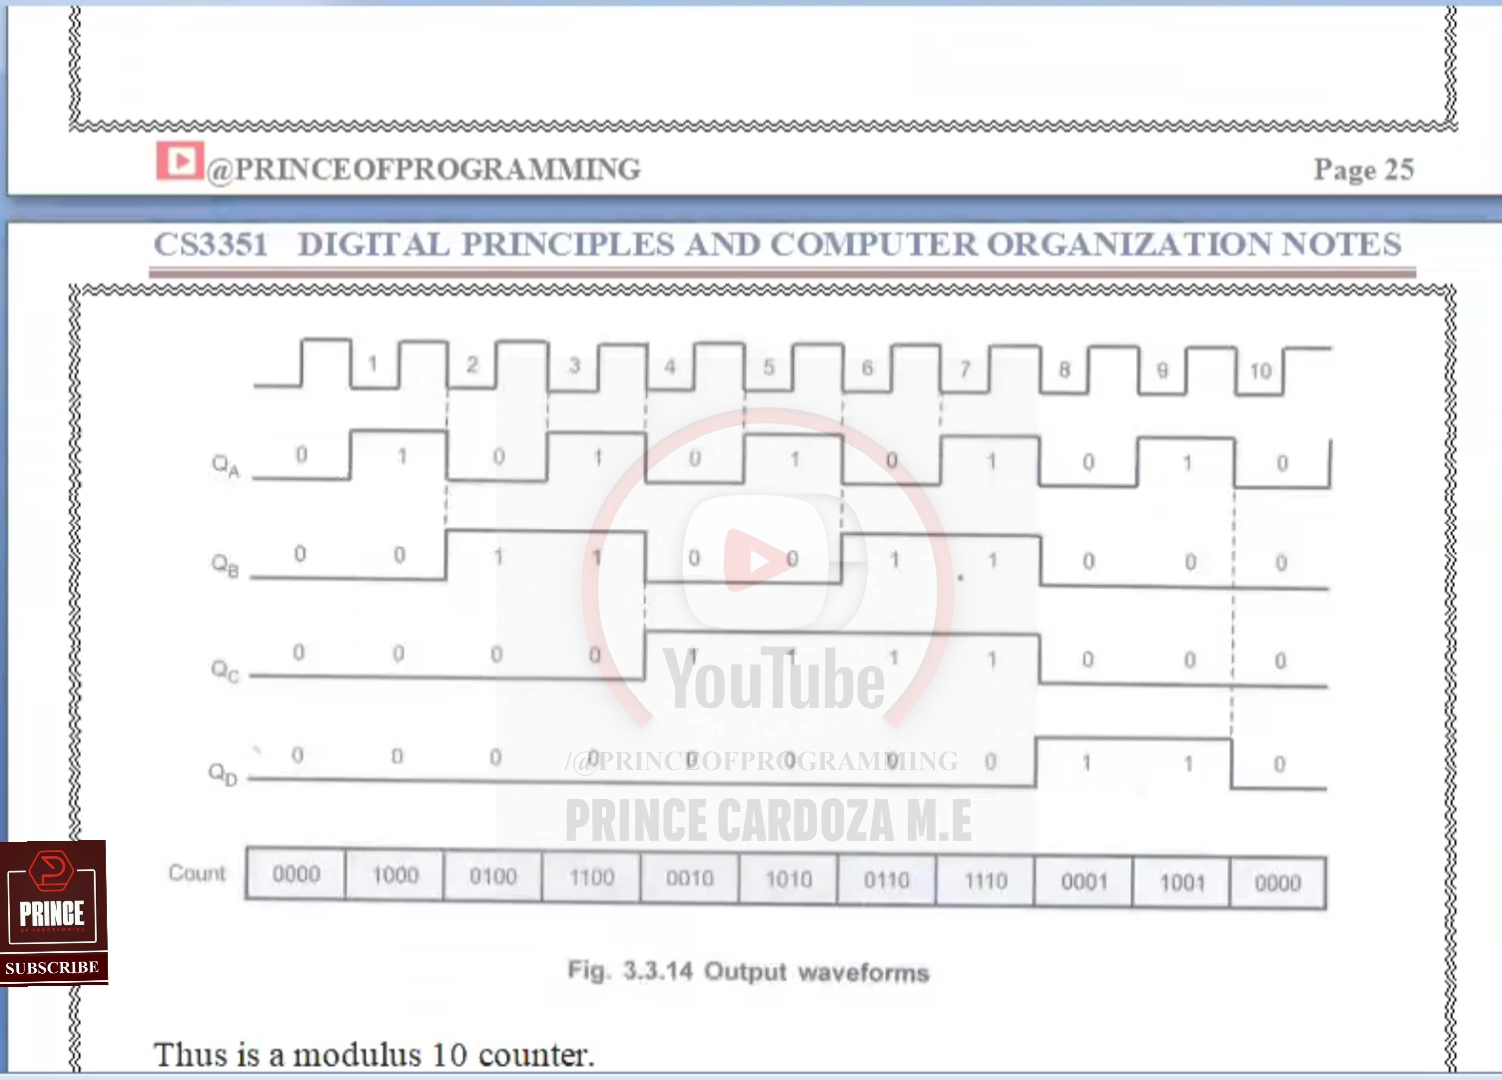 @PRINCEOFPROGRAMMING Page 25
CS3351 DIGITAL PRINCIPLES AND COMPUTER ORGANIZATION NOTES
1 2 3 4 5 6 7 8 9 10
QA 0 1 0 1 0 1 0 1 0 1 0
QB 0 0 1 1 0 0 1 1 0 0 0
QC 0 0 0 0 1 1 1 1 0 0 0
YouTube
QD 0 0 0 0 0 0 0 0 1 1 0
/@PRINCEOFPROGRAMMING
PRINCE CARDOZA M.E
Count 0000 1000 0100 1100 0010 1010 0110 1110 0001 1001 0000
PRINCE
SUBSCRIBE
Fig. 3.3.14 Output waveforms
Thus is a modulus 10 counter.